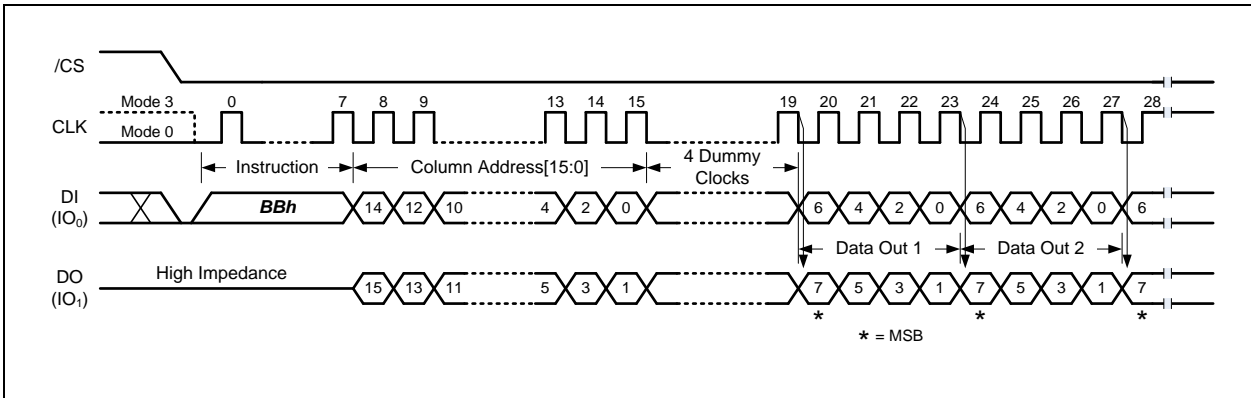 /CS
Mode 3 0 7 8 9 13 14 15 19 20 21 22 23 24 25 26 27 28
CLK
Mode 0
Instruction Column Address[15:0] 4 Dummy
Clocks
DI
(IO0) BBh 14 12 10 4 2 0 6 4 2 0 6 4 2 0 6
Data Out 1 Data Out 2
DO High Impedance
(IO1) 15 13 11 5 3 1 7 5 3 1 7 5 3 1 7
* * *
* = MSB